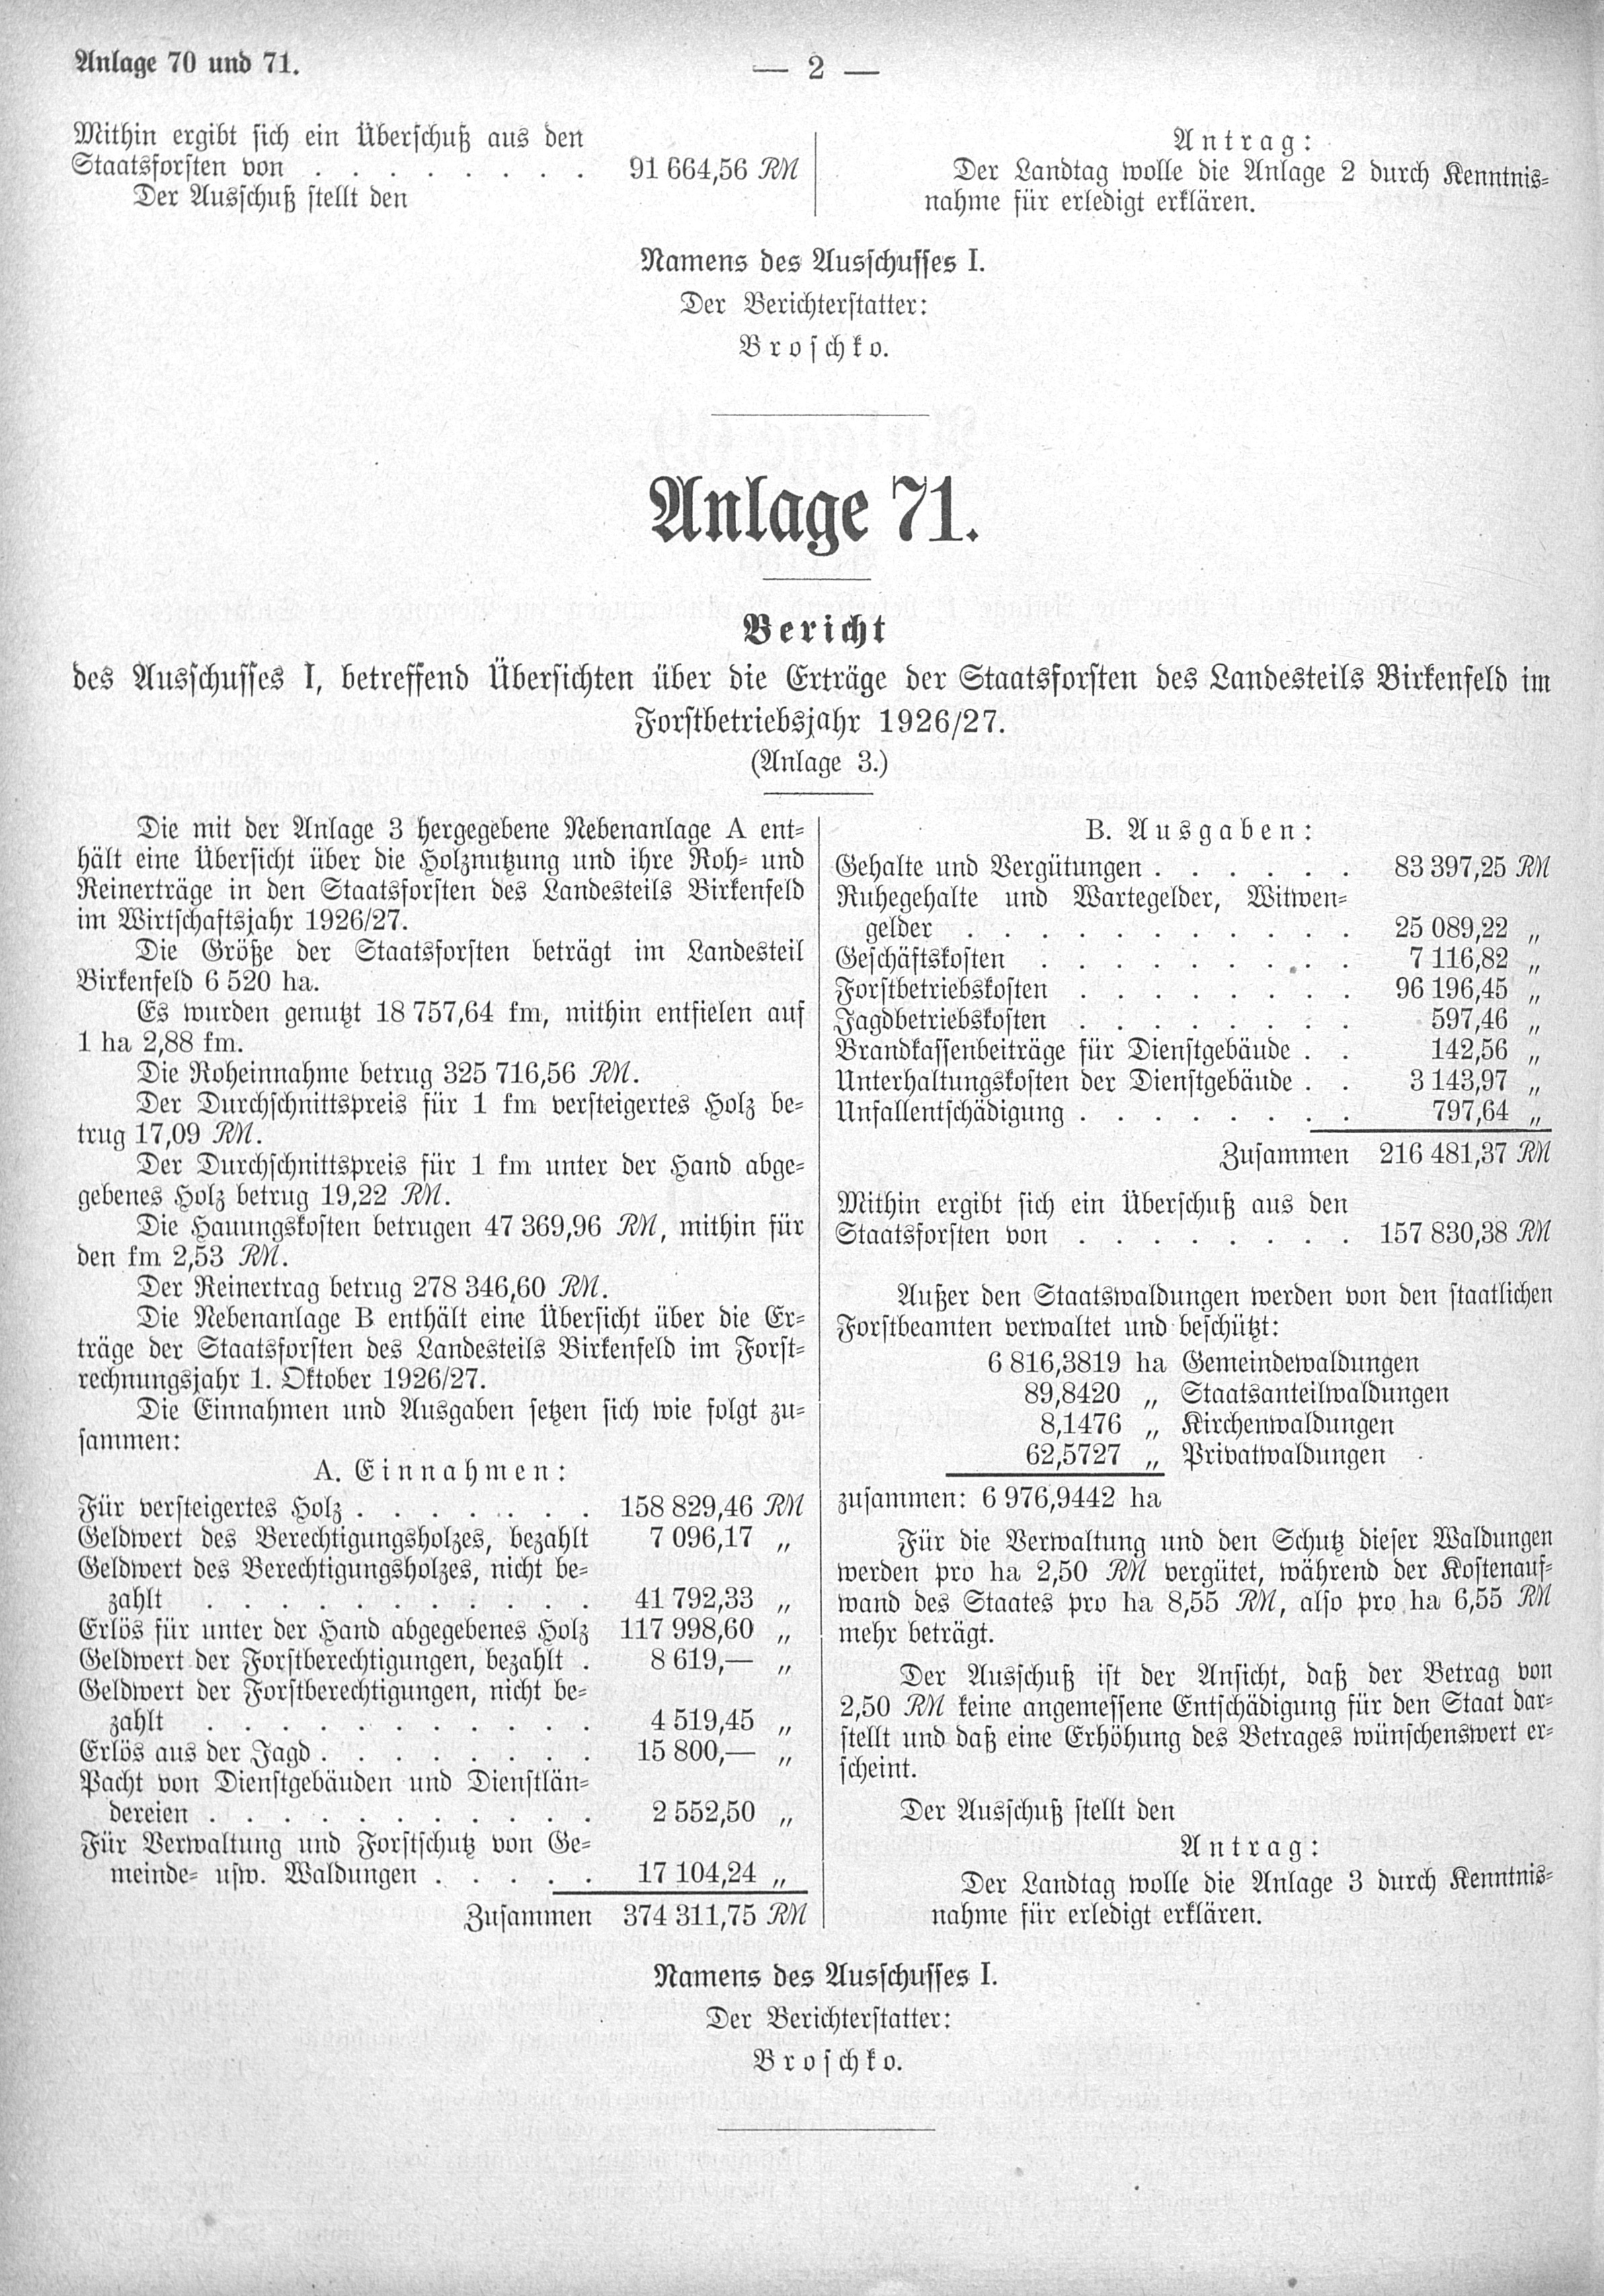 Anlage 70 und 71.
— 2 —
Mithin ergibt sich ein Überschuß aus den
Staatsforsten von . . . . . . . . 91 664,56 RM
Der Ausschuß stellt den
Antrag:
Der Landtag wolle die Anlage 2 durch Kenntnis-
nahme für erledigt erklären.
Namens des Ausschusses I.
Der Berichterstatter:
Broschko.
Anlage 71.
Bericht
des Ausschusses I, betreffend Übersichten über die Erträge der Staatsforsten des Landesteils Birkenfeld im
Forstbetriebsjahr 1926/27.
(Anlage 3.)
Die mit der Anlage 3 hergegebene Nebenanlage A ent-
hält eine Übersicht über die Holznutzung und ihre Roh- und
Reinerträge in den Staatsforsten des Landesteils Birkenfeld
im Wirtschaftsjahr 1926/27.
Die Größe der Staatsforsten beträgt im Landesteil
Birkenfeld 6 520 ha.
Es wurden genutzt 18 757,64 fm, mithin entfielen auf
1 ha 2,88 fm.
Die Roheinnahme betrug 325 716,56 RM.
Der Durchschnittspreis für 1 fm versteigertes Holz be-
trug 17,09 RM.
Der Durchschnittspreis für 1 fm unter der Hand abge-
gebenes Holz betrug 19,22 RM.
Die Hauungskosten betrugen 47 369,96 RM, mithin für
den fm 2,53 RM.
Der Reinertrag betrug 278 346,60 RM.
Die Nebenanlage B enthält eine Übersicht über die Er-
träge der Staatsforsten des Landesteils Birkenfeld im Forst-
rechnungsjahr 1. Oktober 1926/27.
Die Einnahmen und Ausgaben setzen sich wie folgt zu-
sammen:
A. Einnahmen:
Für versteigertes Holz . . . . . . . 158 829,46 RM
Geldwert des Berechtigungsholzes, bezahlt 7 096,17 „
Geldwert des Berechtigungsholzes, nicht be-
zahlt . . . . . . . . . . . 41 792,33 „
Erlös für unter der Hand abgegebenes Holz 117 998,60 „
Geldwert der Forstberechtigungen, bezahlt . 8 619,— „
Geldwert der Forstberechtigungen, nicht be-
zahlt . . . . . . . . . . . 4 519,45 „
Erlös aus der Jagd . . . . . . . . 15 800,— „
Pacht von Dienstgebäuden und Dienstlän-
dereien . . . . . . . . . . . 2 552,50 „
Für Verwaltung und Forstschutz von Ge-
meinde- usw. Waldungen . . . . . 17 104,24 „
Zusammen 374 311,75 RM
B. Ausgaben:
Gehalte und Vergütungen . . . . . . 83 397,25 RM
Ruhegehalte und Wartegelder, Witwen-
gelder . . . . . . . . . . . 25 089,22 „
Geschäftskosten . . . . . . . . . 7 116,82 „
Forstbetriebskosten . . . . . . . . 96 196,45 „
Jagdbetriebskosten . . . . . . . . 597,46 „
Brandkassenbeiträge für Dienstgebäude . . 142,56 „
Unterhaltungskosten der Dienstgebäude . . 3 143,97 „
Unfallentschädigung . . . . . . . . 797,64 „
Zusammen 216 481,37 RM
Mithin ergibt sich ein Überschuß aus den
Staatsforsten von . . . . . . . . 157 830,38 RM
Außer den Staatswaldungen werden von den staatlichen
Forstbeamten verwaltet und beschützt:
6 816,3819 ha Gemeindewaldungen
89,8420 „ Staatsanteilwaldungen
8,1476 „ Kirchenwaldungen
62,5727 „ Privatwaldungen
zusammen: 6 976,9442 ha
Für die Verwaltung und den Schutz dieser Waldungen
werden pro ha 2,50 RM vergütet, während der Kostenauf-
wand des Staates pro ha 8,55 RM, also pro ha 6,55 RM
mehr beträgt.
Der Ausschuß ist der Ansicht, daß der Betrag von
2,50 RM keine angemessene Entschädigung für den Staat dar-
stellt und daß eine Erhöhung des Betrages wünschenswert er-
scheint.
Der Ausschuß stellt den
Antrag:
Der Landtag wolle die Anlage 3 durch Kenntnis-
nahme für erledigt erklären.
Namens des Ausschusses I.
Der Berichterstatter:
Broschko.